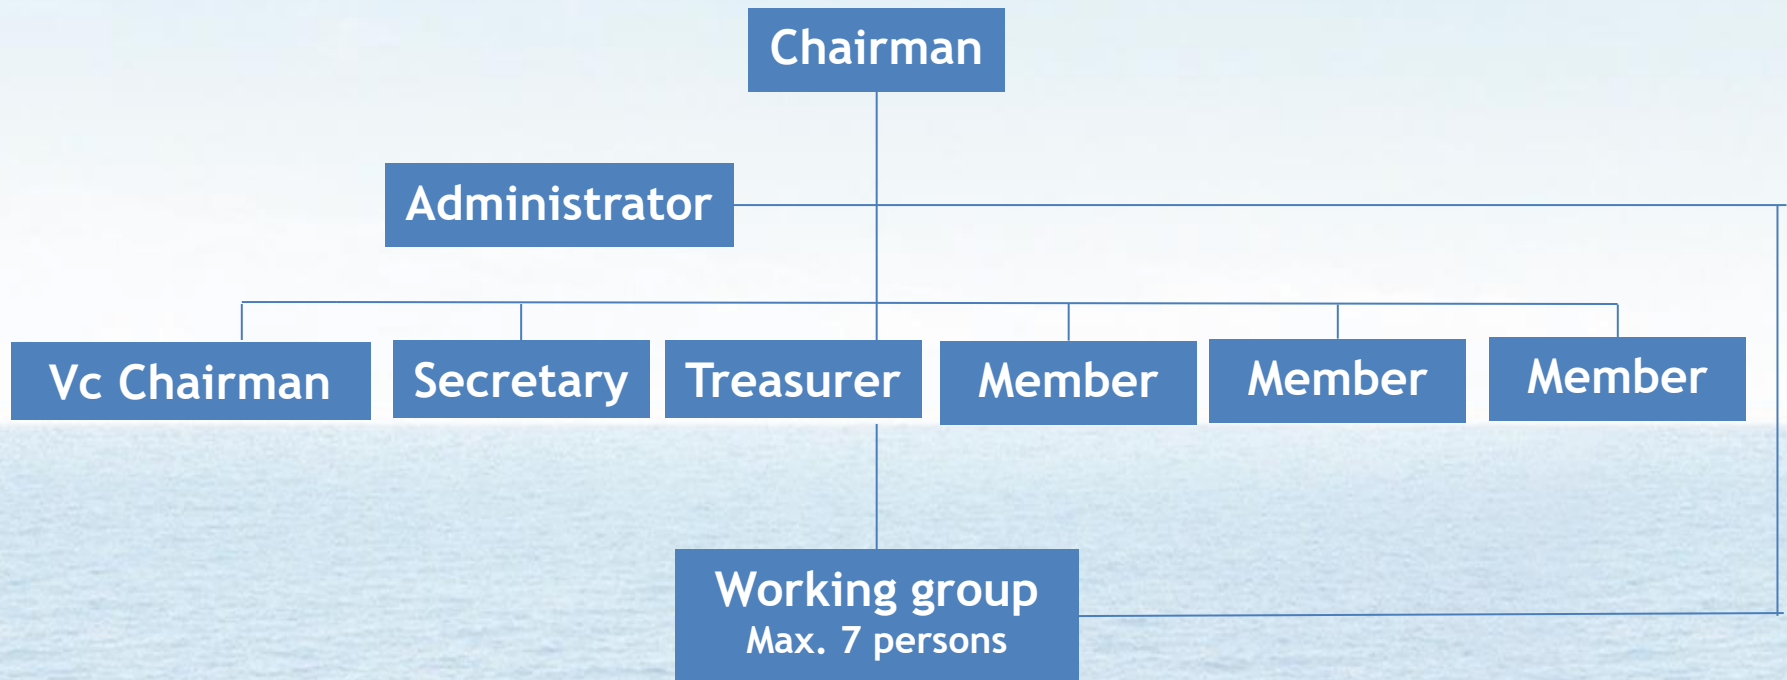 Chairman
Administrator
Vc Chairman
Secretary
Treasurer
Member
Member
Member
Working group
Max. 7 persons